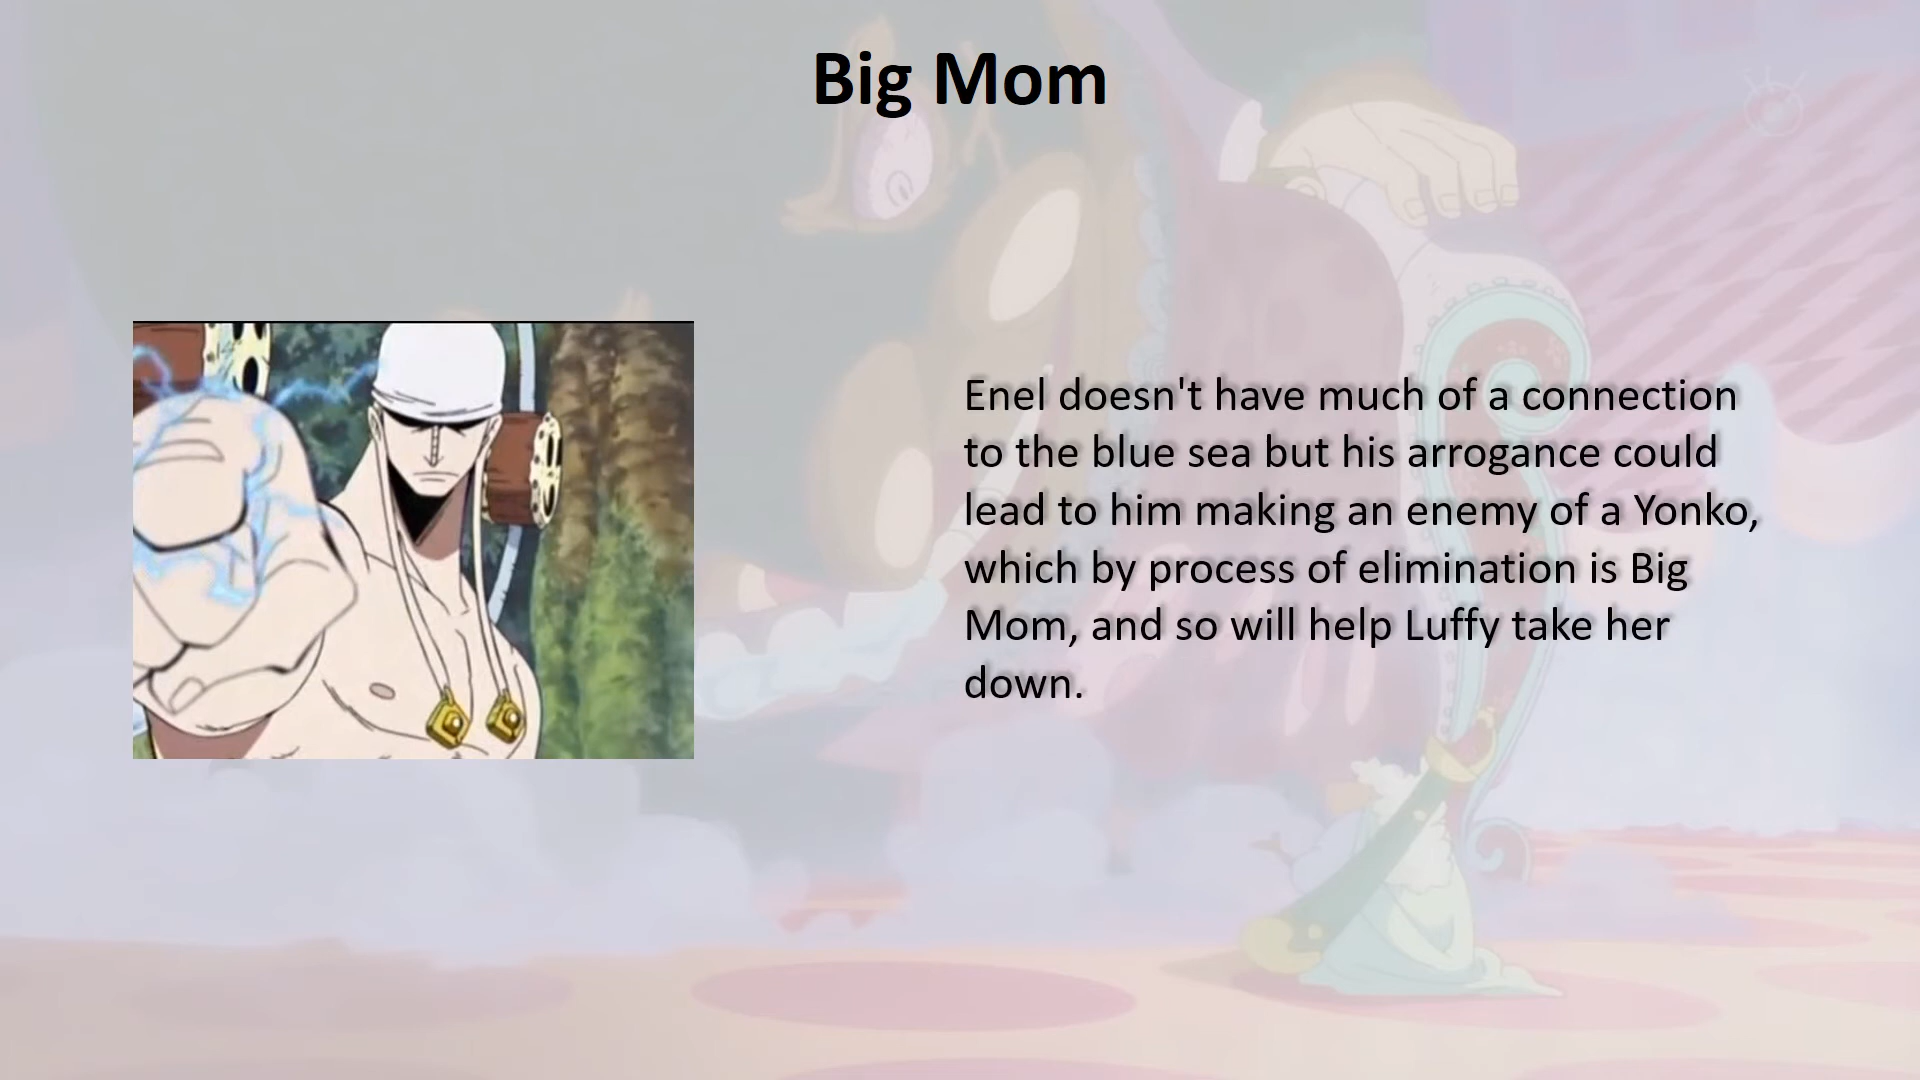 Big Mom
Enel doesn't have much of a connection
to the blue sea but his arrogance could
lead to him making an enemy of a Yonko,
which by process of elimination is Big
Mom, and so will help Luffy take her
down.